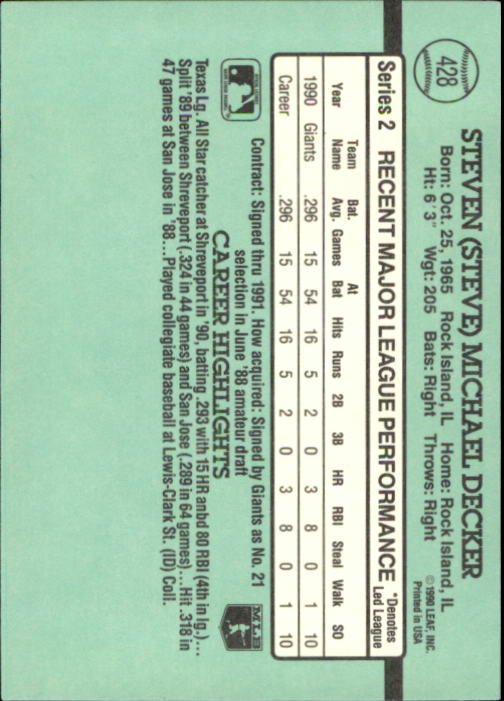 428
STEVEN (STEVE) MICHAEL DECKER
Born: Oct. 25, 1965 Rock Island, IL Home: Rock Island, IL
Ht: 6' 3" Wgt: 205 Bats: Right Throws: Right
© 1990 LEAF, INC.
Printed in USA
Series 2 RECENT MAJOR LEAGUE PERFORMANCE *Denotes Led League
Year Team Name Bat. Avg. Games At Bat Hits Runs 2B 3B HR RBI Steal Walk SO
1990 Giants .296 15 54 16 5 2 0 3 8 0 1 10
Career .296 15 54 16 5 2 0 3 8 0 1 10
Contract: Signed thru 1991. How acquired: Signed by Giants as No. 21
selection in June '88 amateur draft
CAREER HIGHLIGHTS
MLB
Texas Lg. All Star catcher at Shreveport in '90, batting .293 with 15 HR anbd 80 RBI (4th in lg.)...
Split '89 between Shreveport (.324 in 44 games) and San Jose (.289 in 64 games)...Hit .318 in
47 games at San Jose in '88...Played collegiate baseball at Lewis-Clark St. (ID) Coll.